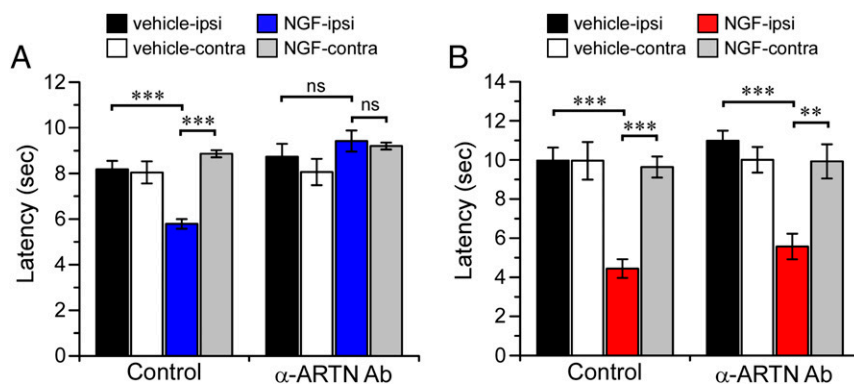 vehicle-ipsi NGF-ipsi
vehicle-contra NGF-contra
A
12
10
8
6
4
2
0
Latency (sec)
***
***
ns
ns
Control α-ARTN Ab
vehicle-ipsi NGF-ipsi
vehicle-contra NGF-contra
B
14
12
10
8
6
4
2
0
Latency (sec)
***
***
***
**
Control α-ARTN Ab